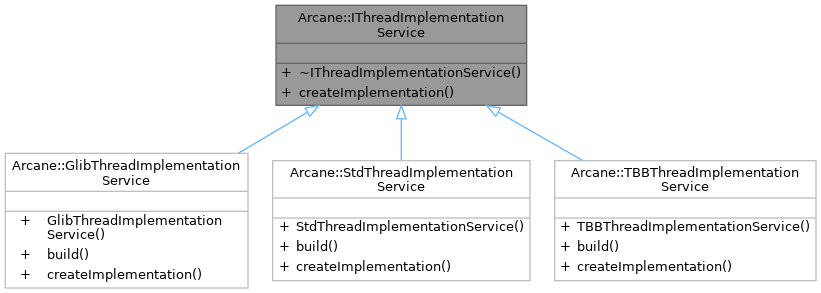 Arcane::IThreadImplementation
Service
+ ~IThreadImplementationService()
+ createImplementation()
Arcane::GlibThreadImplementation
Service
+ GlibThreadImplementation
Service()
+ build()
+ createImplementation()
Arcane::StdThreadImplementation
Service
+ StdThreadImplementationService()
+ build()
+ createImplementation()
Arcane::TBBThreadImplementation
Service
+ TBBThreadImplementationService()
+ build()
+ createImplementation()